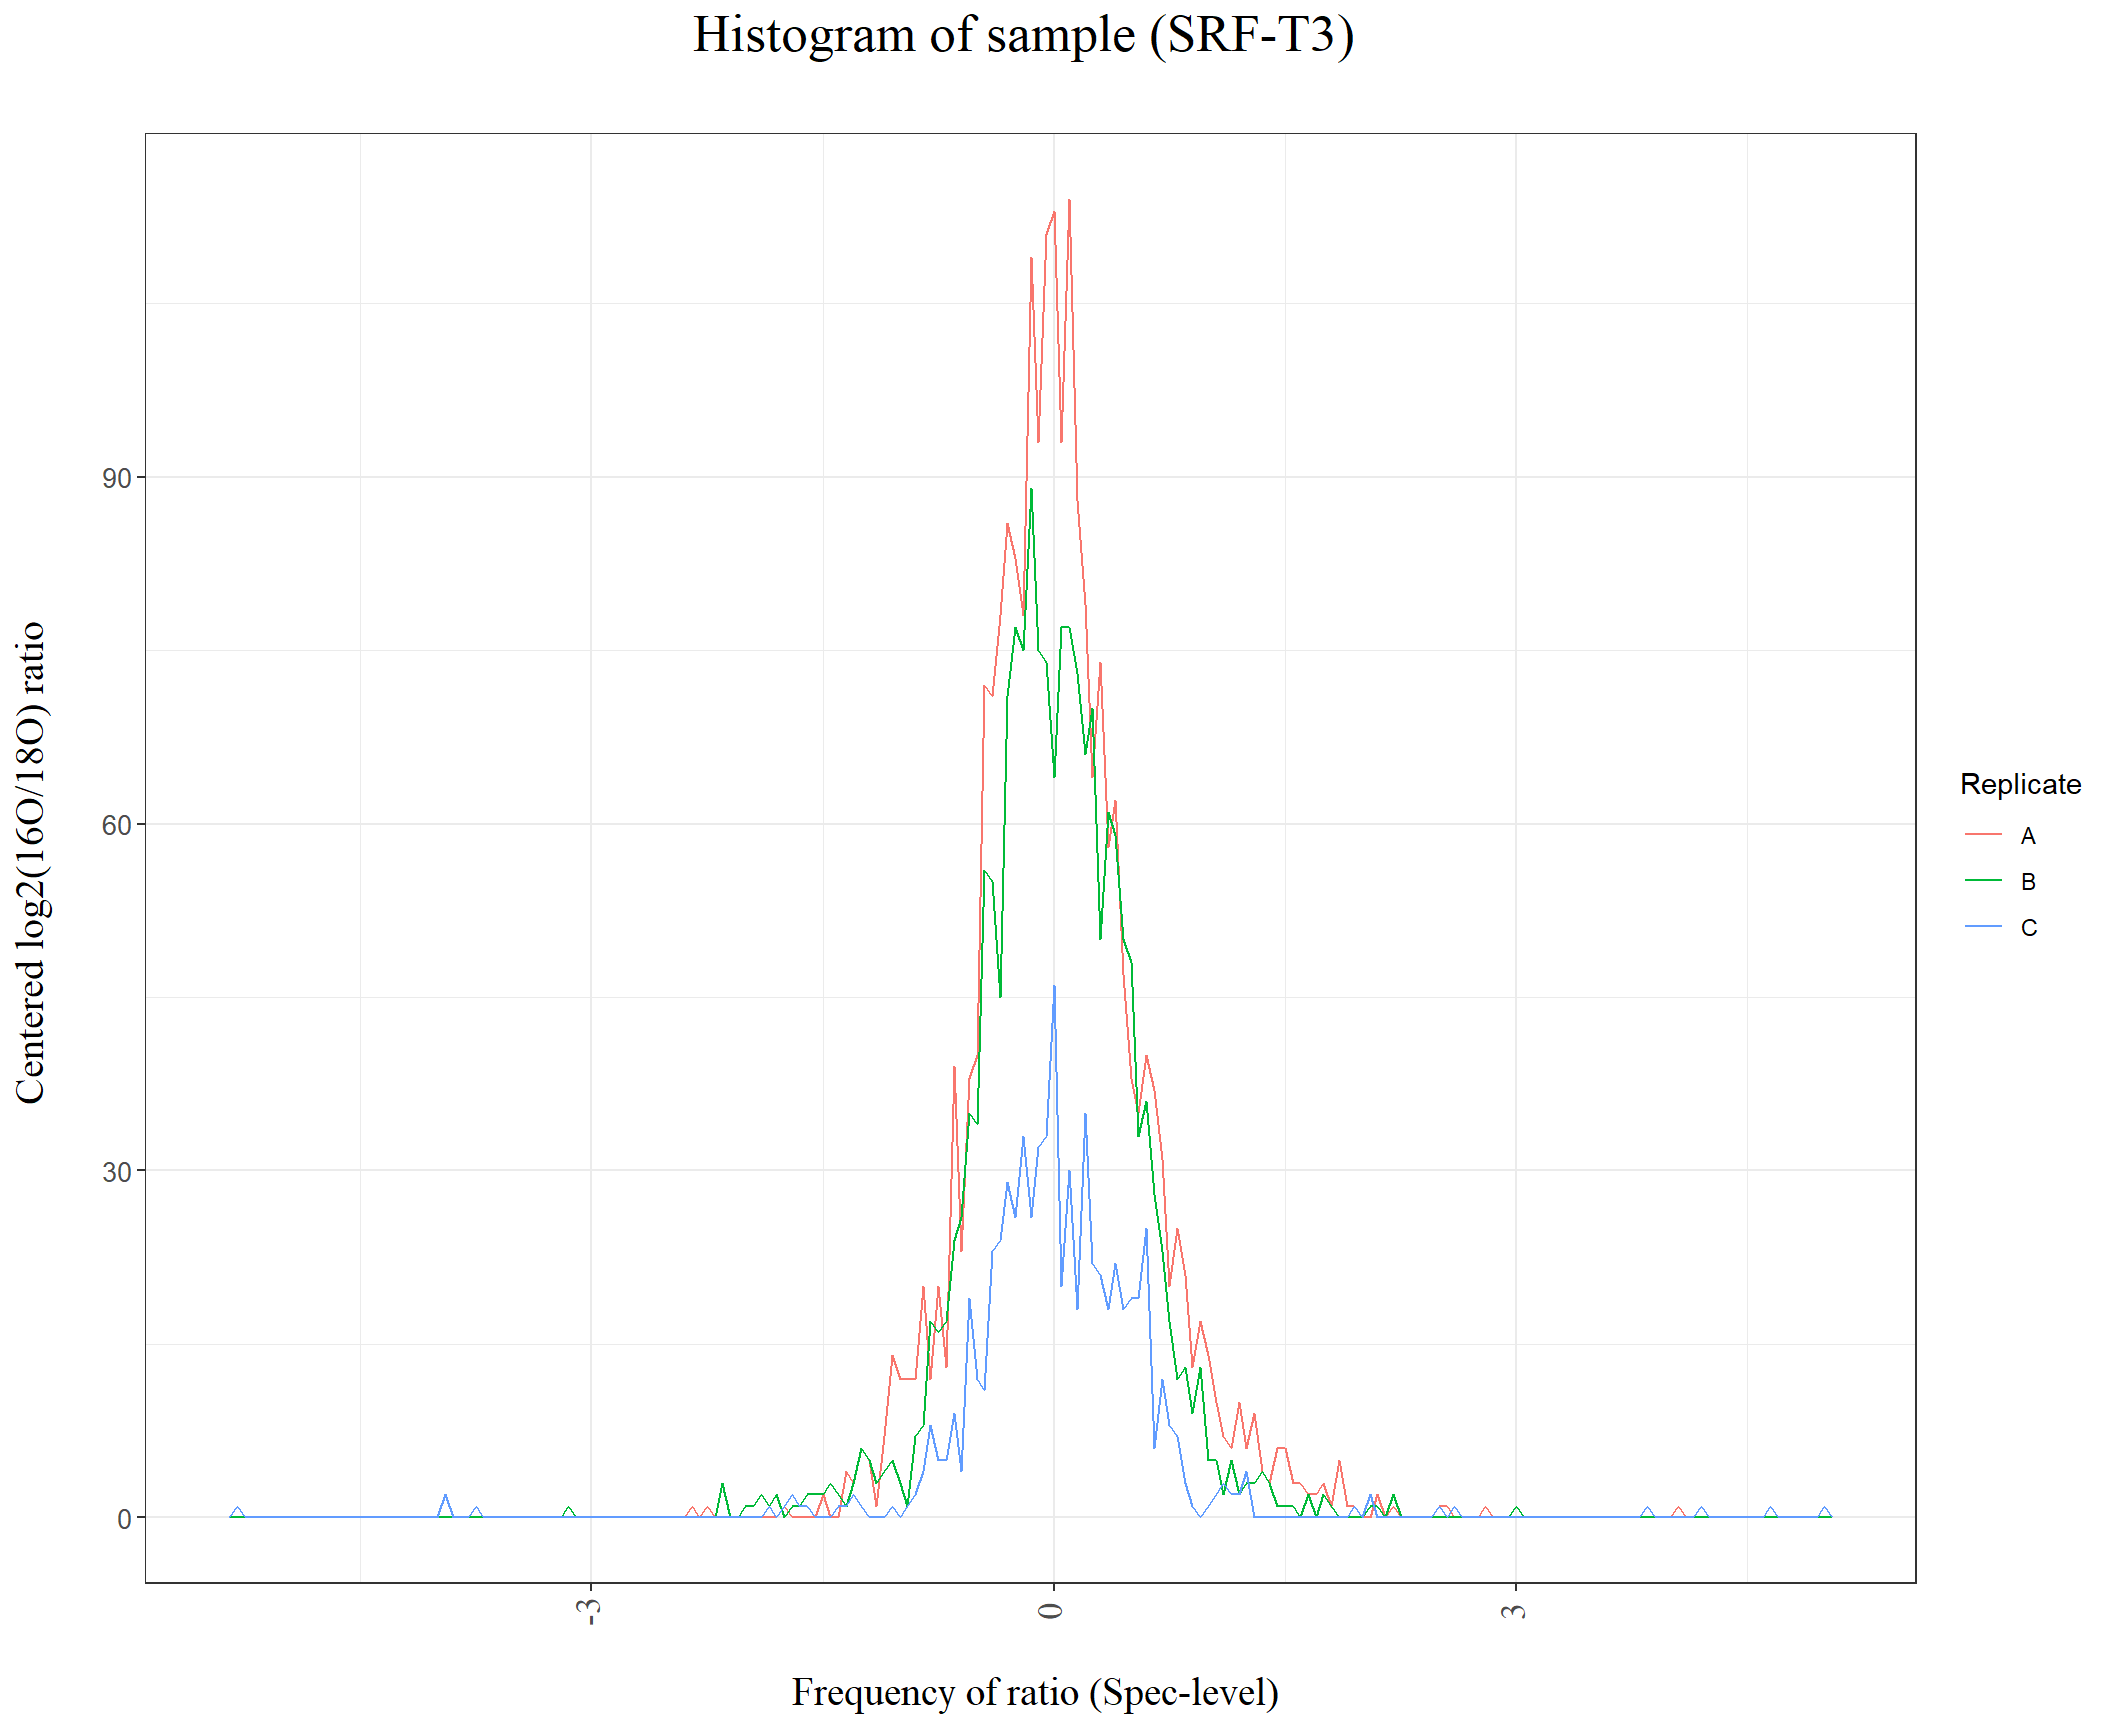 Histogram of sample (SRF-T3)
Centered log2(16O/18O) ratio
90
60
30
0
-3
0
3
Frequency of ratio (Spec-level)
Replicate
A
B
C